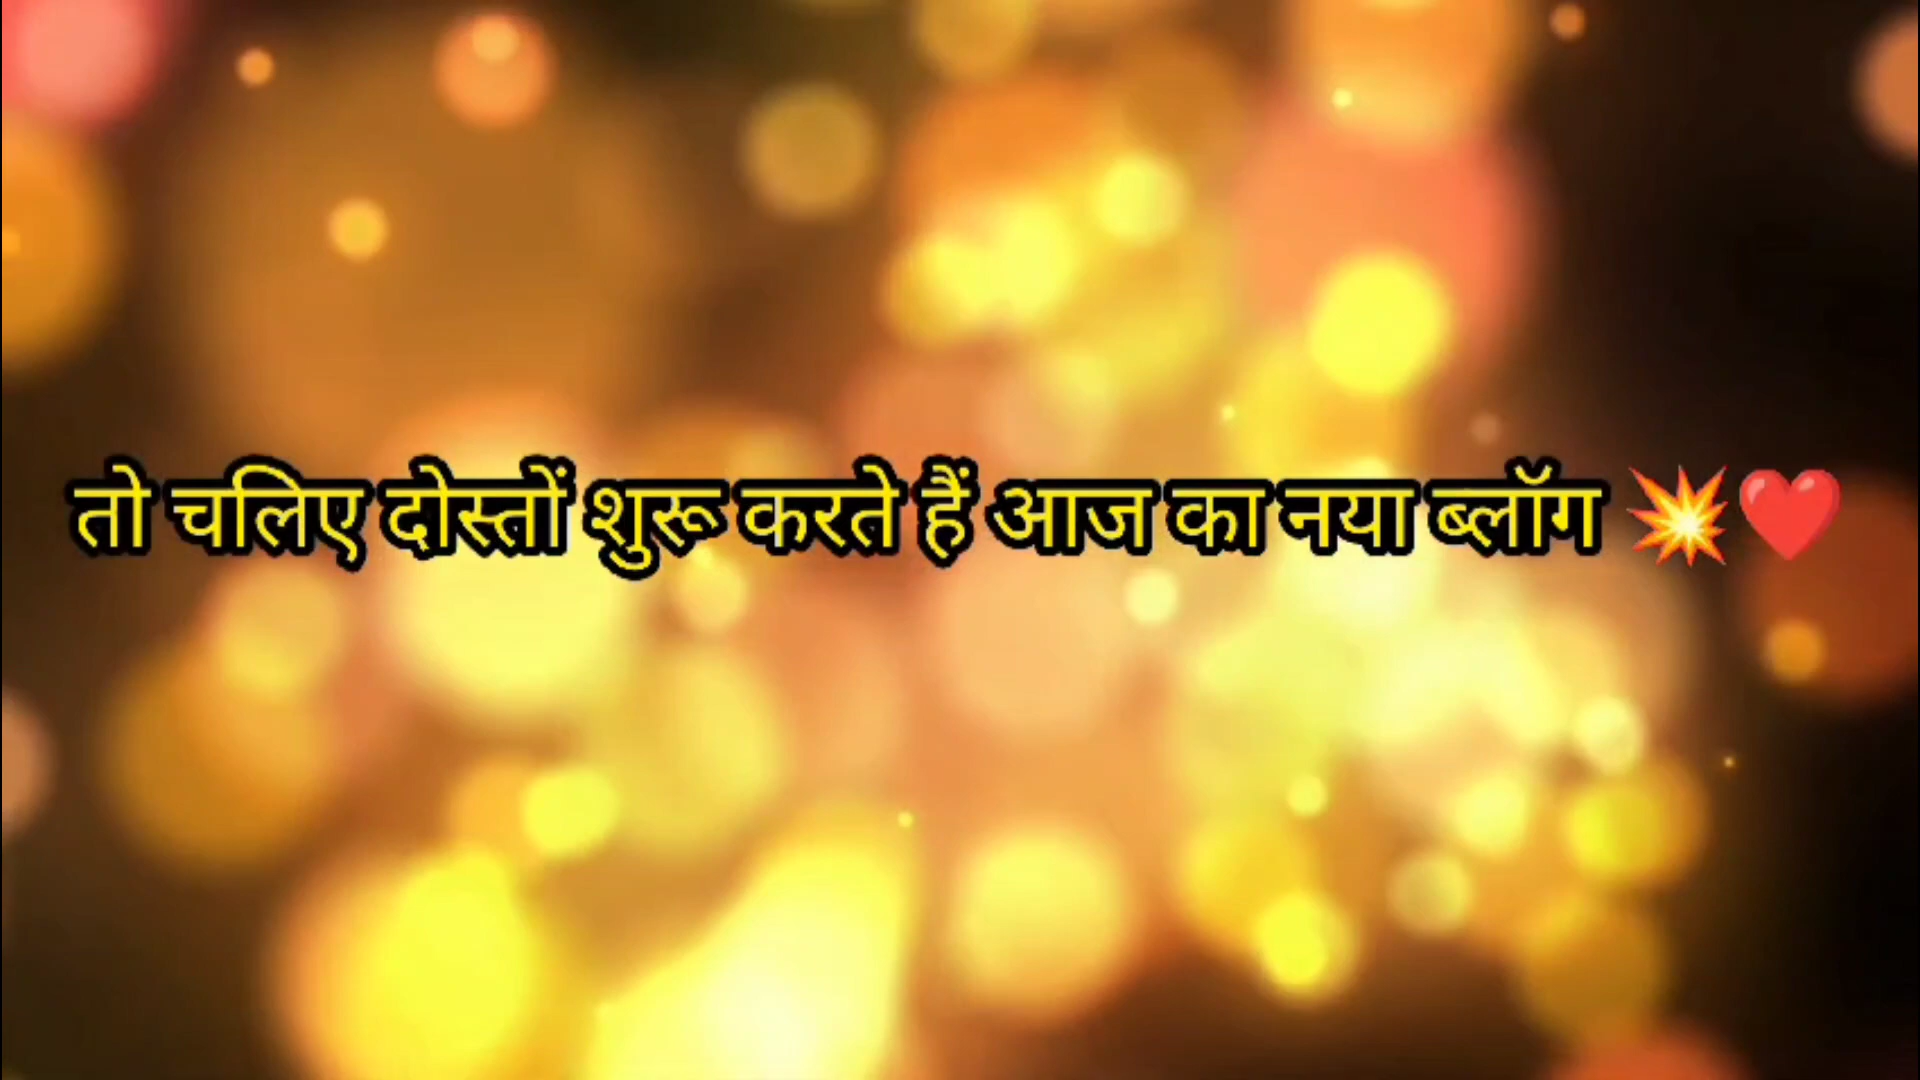 तो चलिए दोस्तों शुरू करते हैं आज का नया ब्लॉग 💥❤️